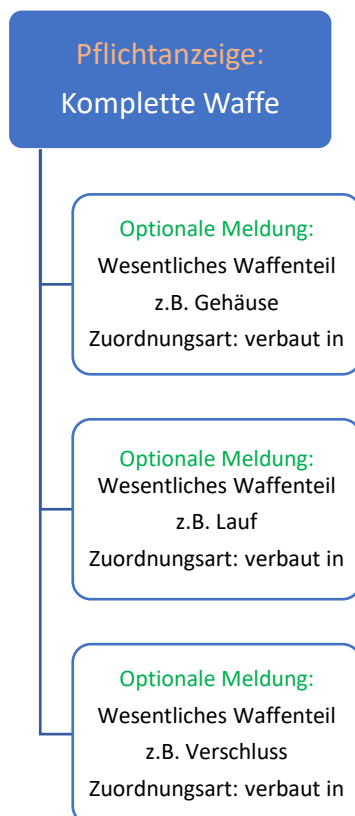 Pflichtanzeige:
Komplette Waffe
Optionale Meldung:
Wesentliches Waffenteil
z.B. Gehäuse
Zuordnungsart: verbaut in
Optionale Meldung:
Wesentliches Waffenteil
z.B. Lauf
Zuordnungsart: verbaut in
Optionale Meldung:
Wesentliches Waffenteil
z.B. Verschluss
Zuordnungsart: verbaut in